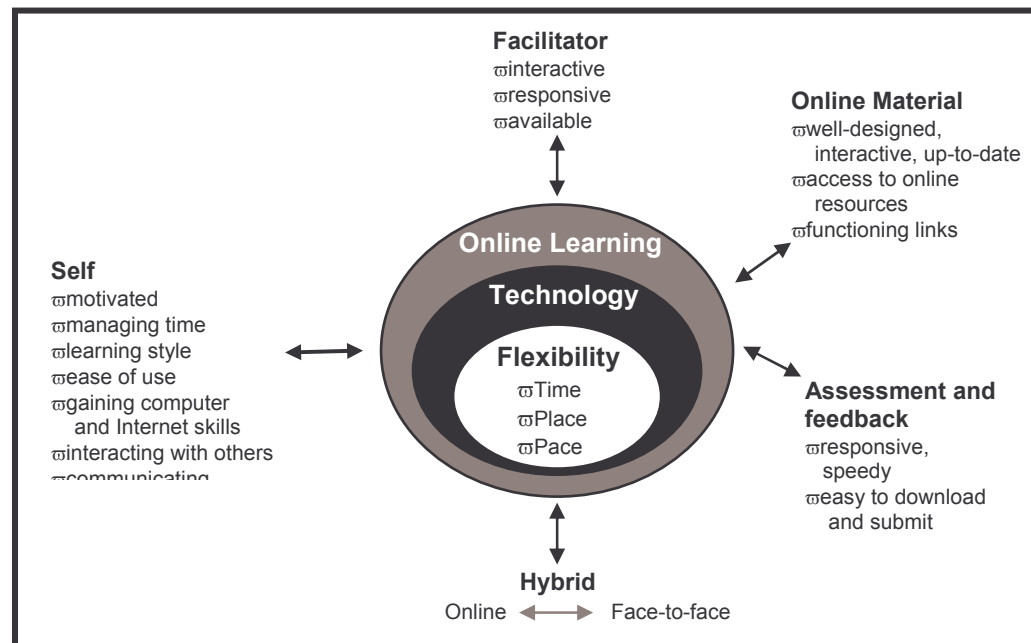 Facilitator
ϖinteractive
ϖresponsive
ϖavailable
Online Material
ϖwell-designed,
interactive, up-to-date
ϖaccess to online
resources
ϖfunctioning links
Online Learning
Technology
Flexibility
ϖTime
ϖPlace
ϖPace
Self
ϖmotivated
ϖmanaging time
ϖlearning style
ϖease of use
ϖgaining computer
and Internet skills
ϖinteracting with others
ϖcommunicating
Assessment and
feedback
ϖresponsive,
speedy
ϖeasy to download
and submit
Hybrid
Online Face-to-face